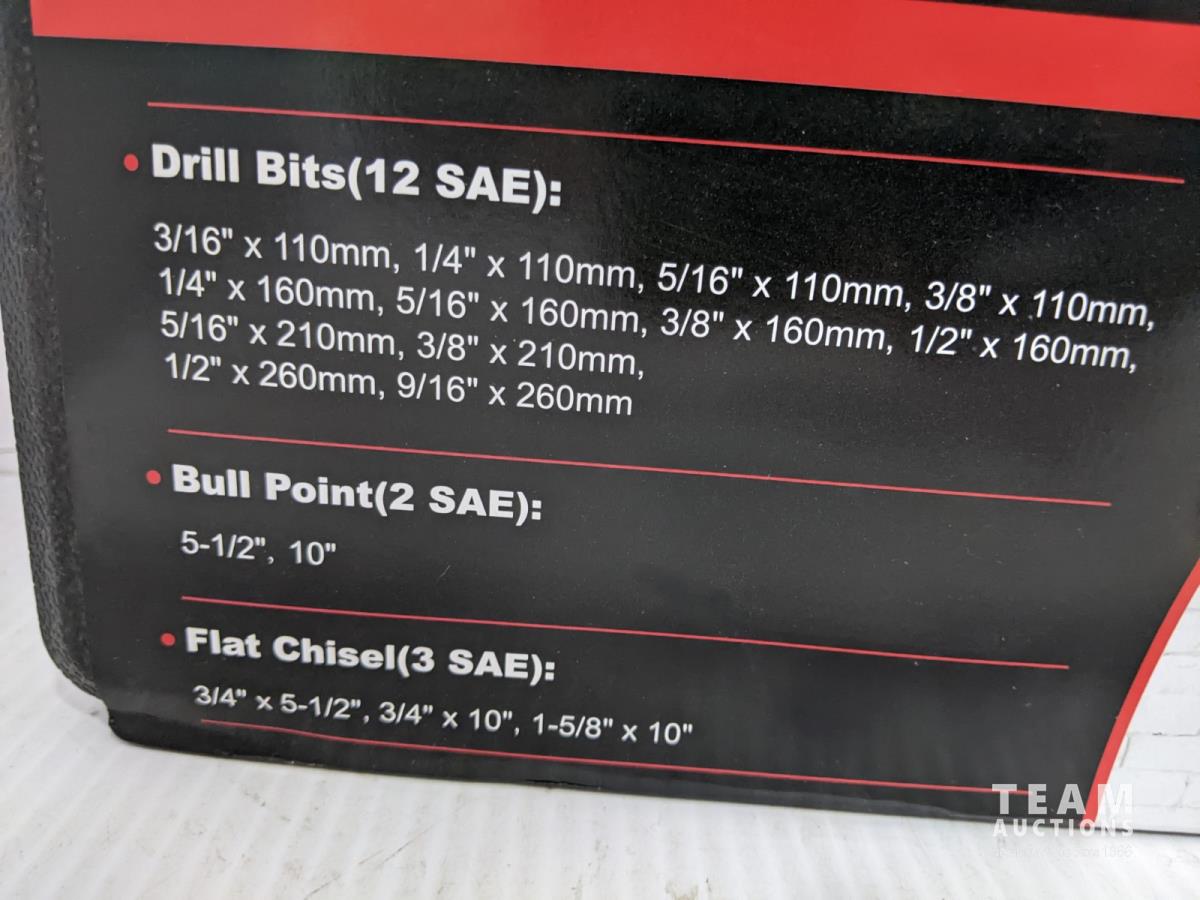 • Drill Bits(12 SAE):
3/16" x 110mm, 1/4" x 110mm, 5/16" x 110mm, 3/8" x 110mm,
1/4" x 160mm, 5/16" x 160mm, 3/8" x 160mm, 1/2" x 160mm,
5/16" x 210mm, 3/8" x 210mm,
1/2" x 260mm, 9/16" x 260mm
• Bull Point(2 SAE):
5-1/2", 10"
• Flat Chisel(3 SAE):
3/4" x 5-1/2", 3/4" x 10", 1-5/8" x 10"
TEAM
AUCTIONS